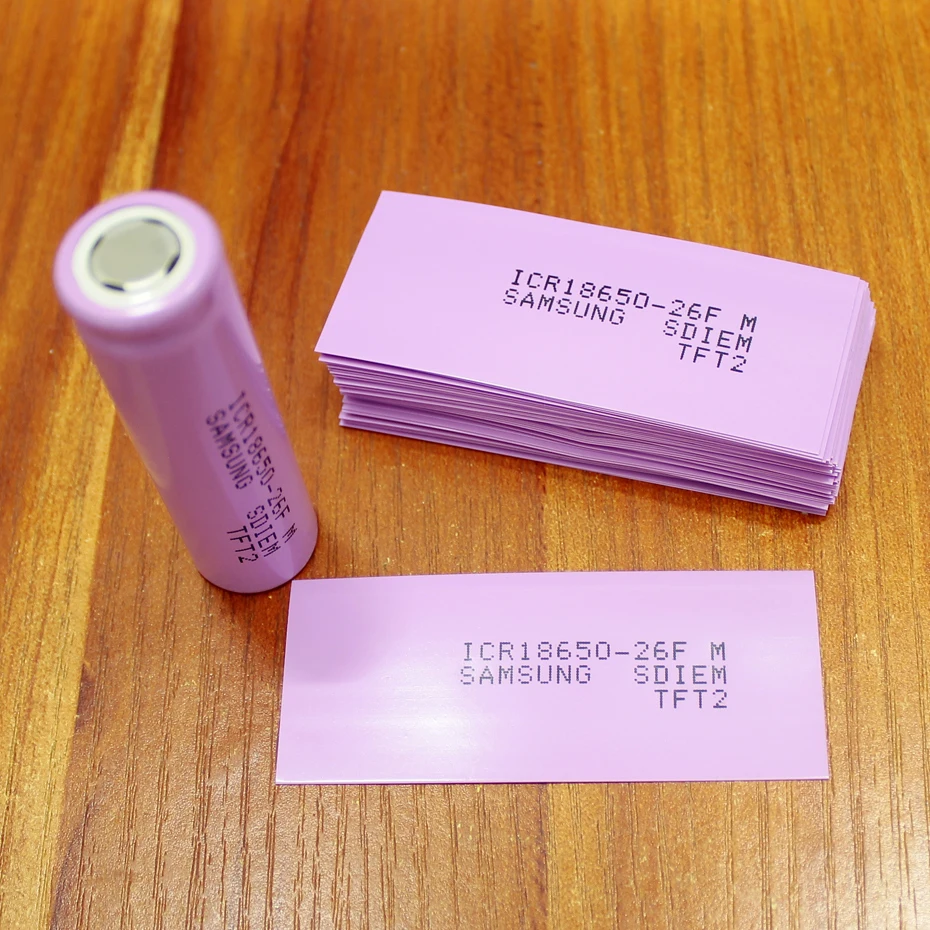 ICR18650-26F M
SAMSUNG SDIEM
TFT2
ICR18650-26F M
SAMSUNG SDIEM
TFT2
ICR18650-26F M
SAMSUNG SDIEM
TFT2